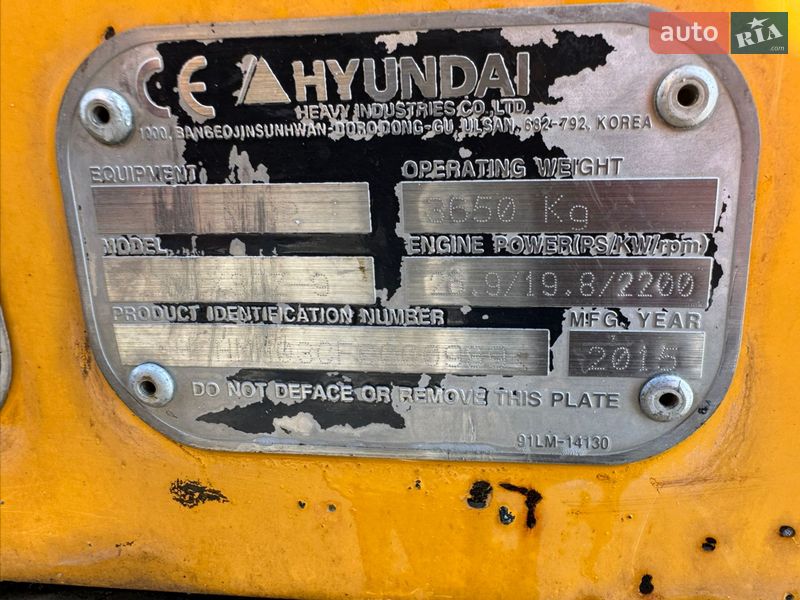 auto RIA.com
CE HYUNDAI
HEAVY INDUSTRIES CO., LTD.
1000, BANGEOJINSUNHWAN-DORO, DONG-GU, ULSAN, 682-792, KOREA
EQUIPMENT OPERATING WEIGHT
3650 Kg
MODEL ENGINE POWER(PS/KW/rpm)
/19.8/2200
PRODUCT IDENTIFICATION NUMBER MFG. YEAR
2015
DO NOT DEFACE OR REMOVE THIS PLATE
91LM-14130